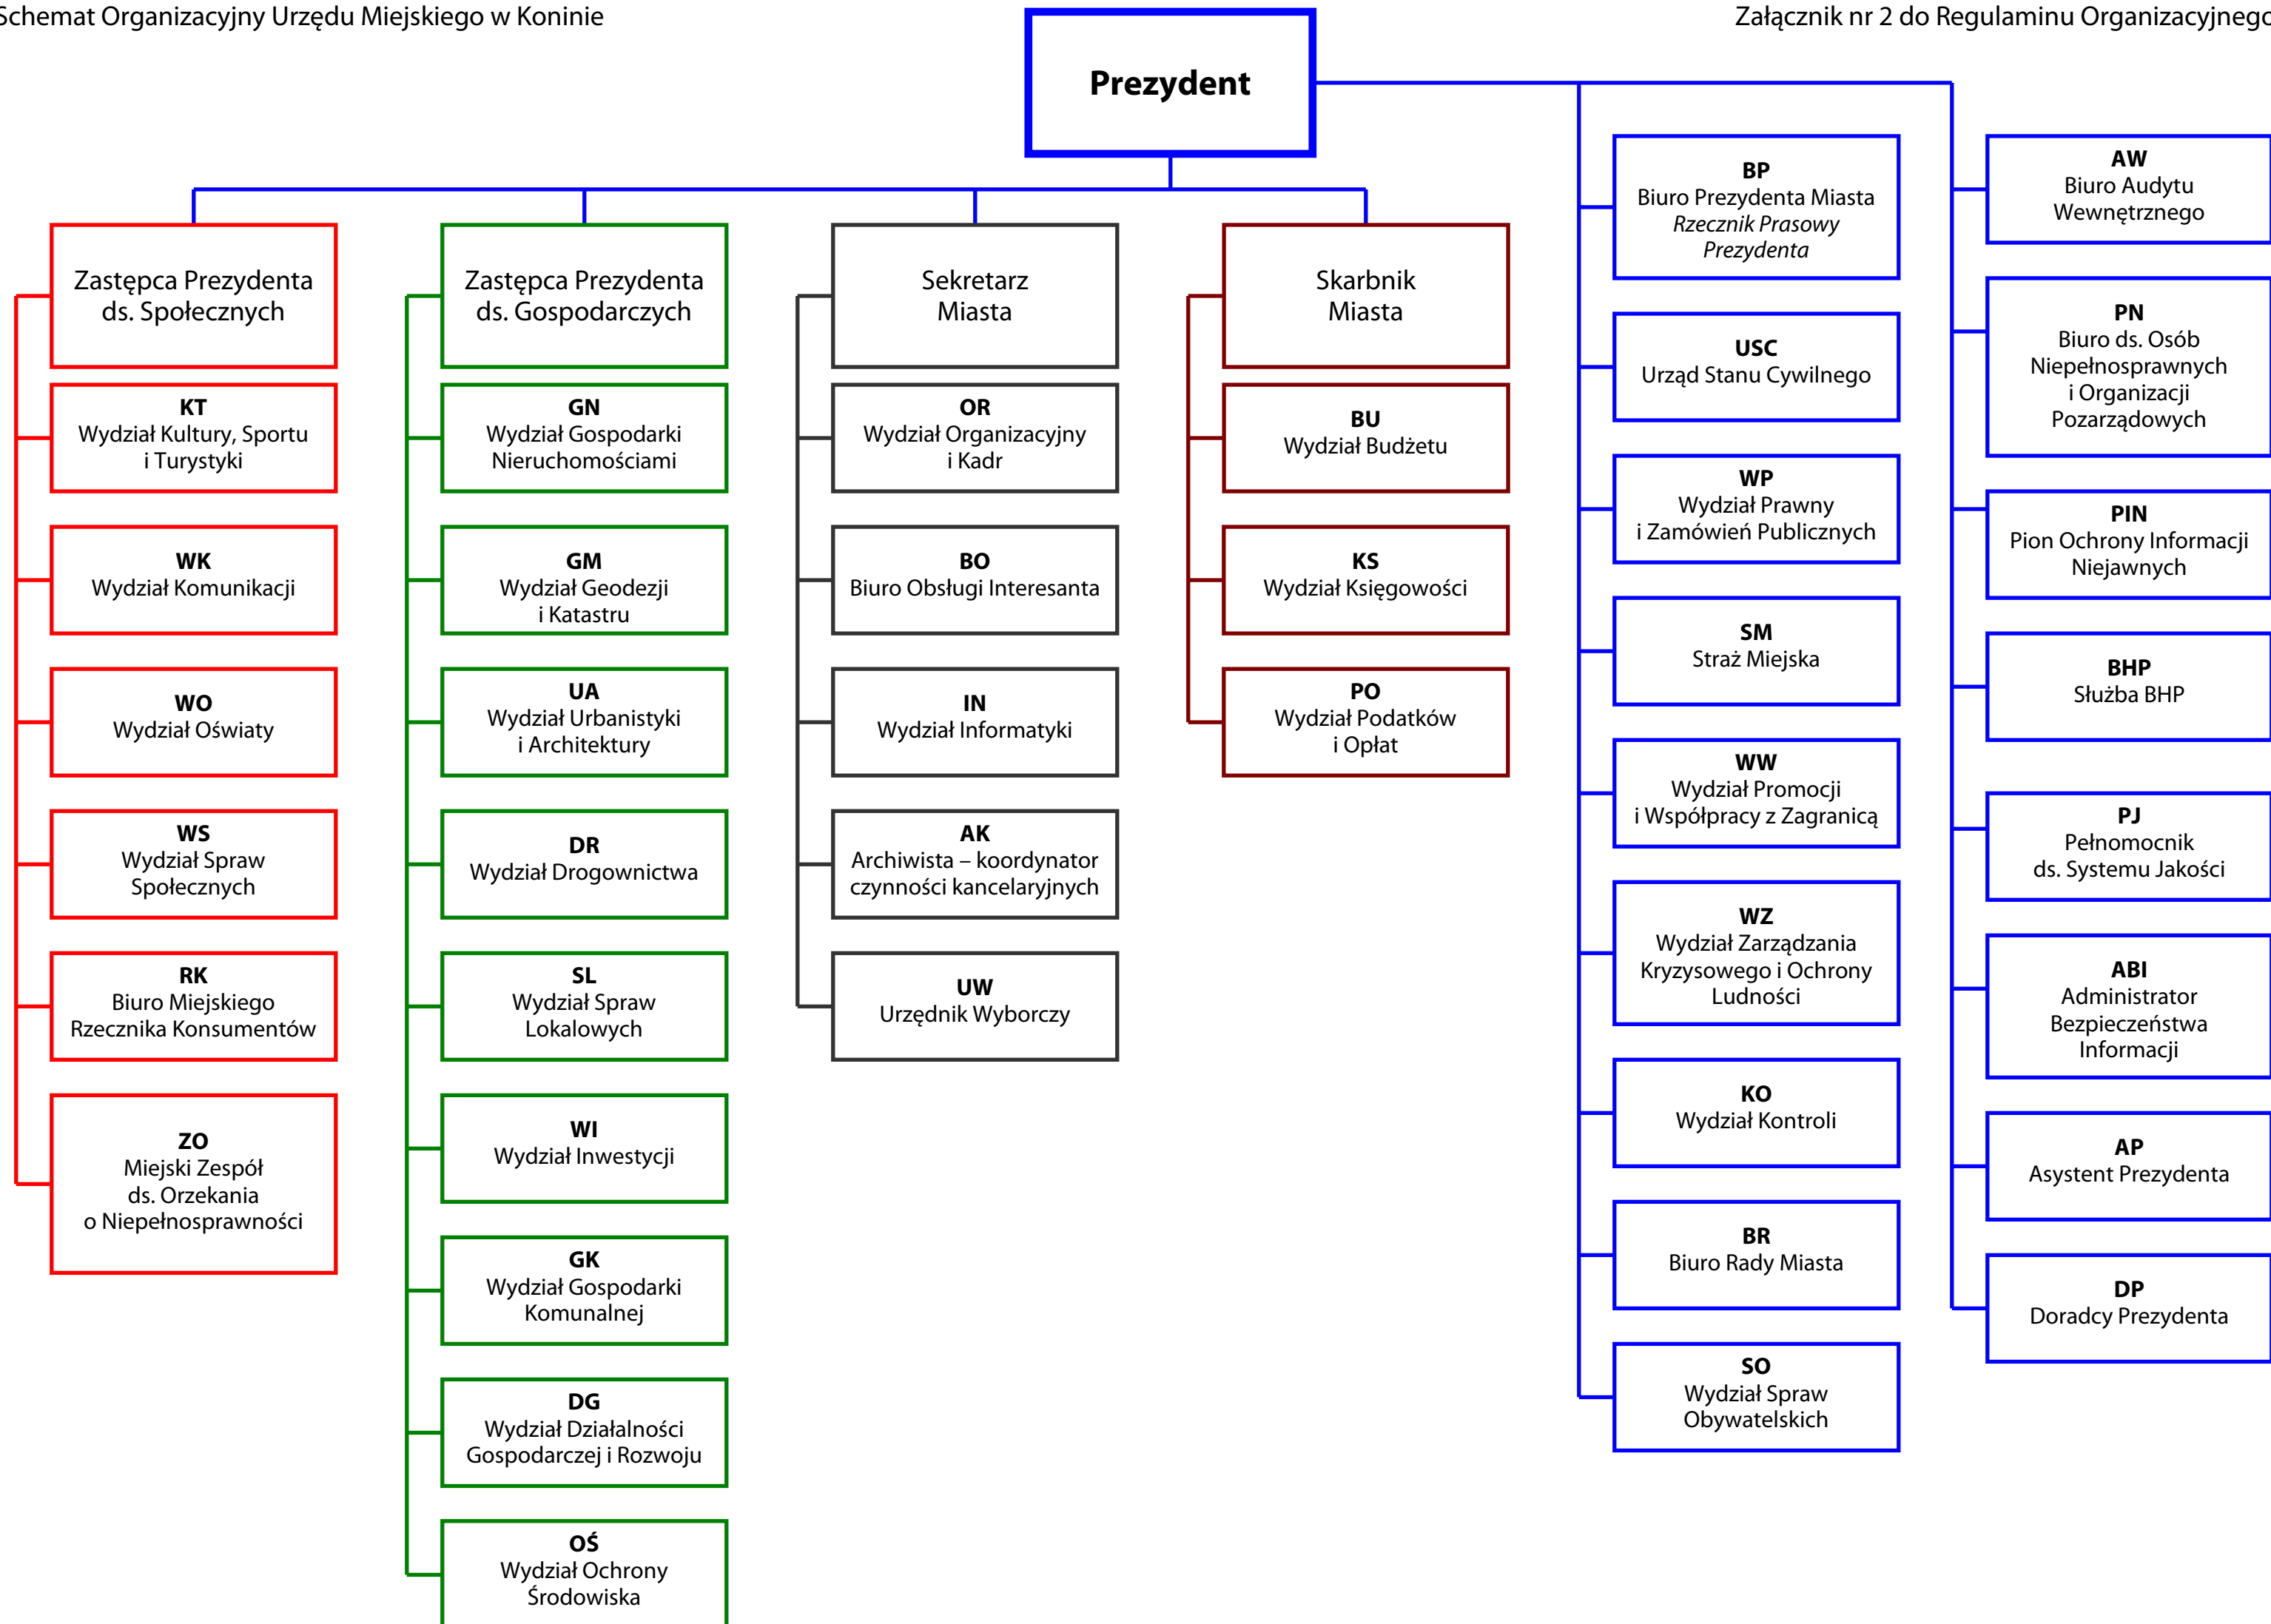 Schemat Organizacyjny Urzędu Miejskiego w Koninie
Załącznik nr 2 do Regulaminu Organizacyjnego
Prezydent
Zastępca Prezydenta
ds. Społecznych
KT
Wydział Kultury, Sportu
i Turystyki
WK
Wydział Komunikacji
WO
Wydział Oświaty
WS
Wydział Spraw
Społecznych
RK
Biuro Miejskiego
Rzecznika Konsumentów
ZO
Miejski Zespół
ds. Orzekania
o Niepełnosprawności
Zastępca Prezydenta
ds. Gospodarczych
GN
Wydział Gospodarki
Nieruchomościami
GM
Wydział Geodezji
i Katastru
UA
Wydział Urbanistyki
i Architektury
DR
Wydział Drogownictwa
SL
Wydział Spraw
Lokalowych
WI
Wydział Inwestycji
GK
Wydział Gospodarki
Komunalnej
DG
Wydział Działalności
Gospodarczej i Rozwoju
OŚ
Wydział Ochrony
Środowiska
Sekretarz
Miasta
OR
Wydział Organizacyjny
i Kadr
BO
Biuro Obsługi Interesanta
IN
Wydział Informatyki
AK
Archiwista – koordynator
czynności kancelaryjnych
UW
Urzędnik Wyborczy
Skarbnik
Miasta
BU
Wydział Budżetu
KS
Wydział Księgowości
PO
Wydział Podatków
i Opłat
BP
Biuro Prezydenta Miasta
Rzecznik Prasowy
Prezydenta
USC
Urząd Stanu Cywilnego
WP
Wydział Prawny
i Zamówień Publicznych
SM
Straż Miejska
WW
Wydział Promocji
i Współpracy z Zagranicą
WZ
Wydział Zarządzania
Kryzysowego i Ochrony
Ludności
KO
Wydział Kontroli
BR
Biuro Rady Miasta
SO
Wydział Spraw
Obywatelskich
AW
Biuro Audytu
Wewnętrznego
PN
Biuro ds. Osób
Niepełnosprawnych
i Organizacji
Pozarządowych
PIN
Pion Ochrony Informacji
Niejawnych
BHP
Służba BHP
PJ
Pełnomocnik
ds. Systemu Jakości
ABI
Administrator
Bezpieczeństwa
Informacji
AP
Asystent Prezydenta
DP
Doradcy Prezydenta